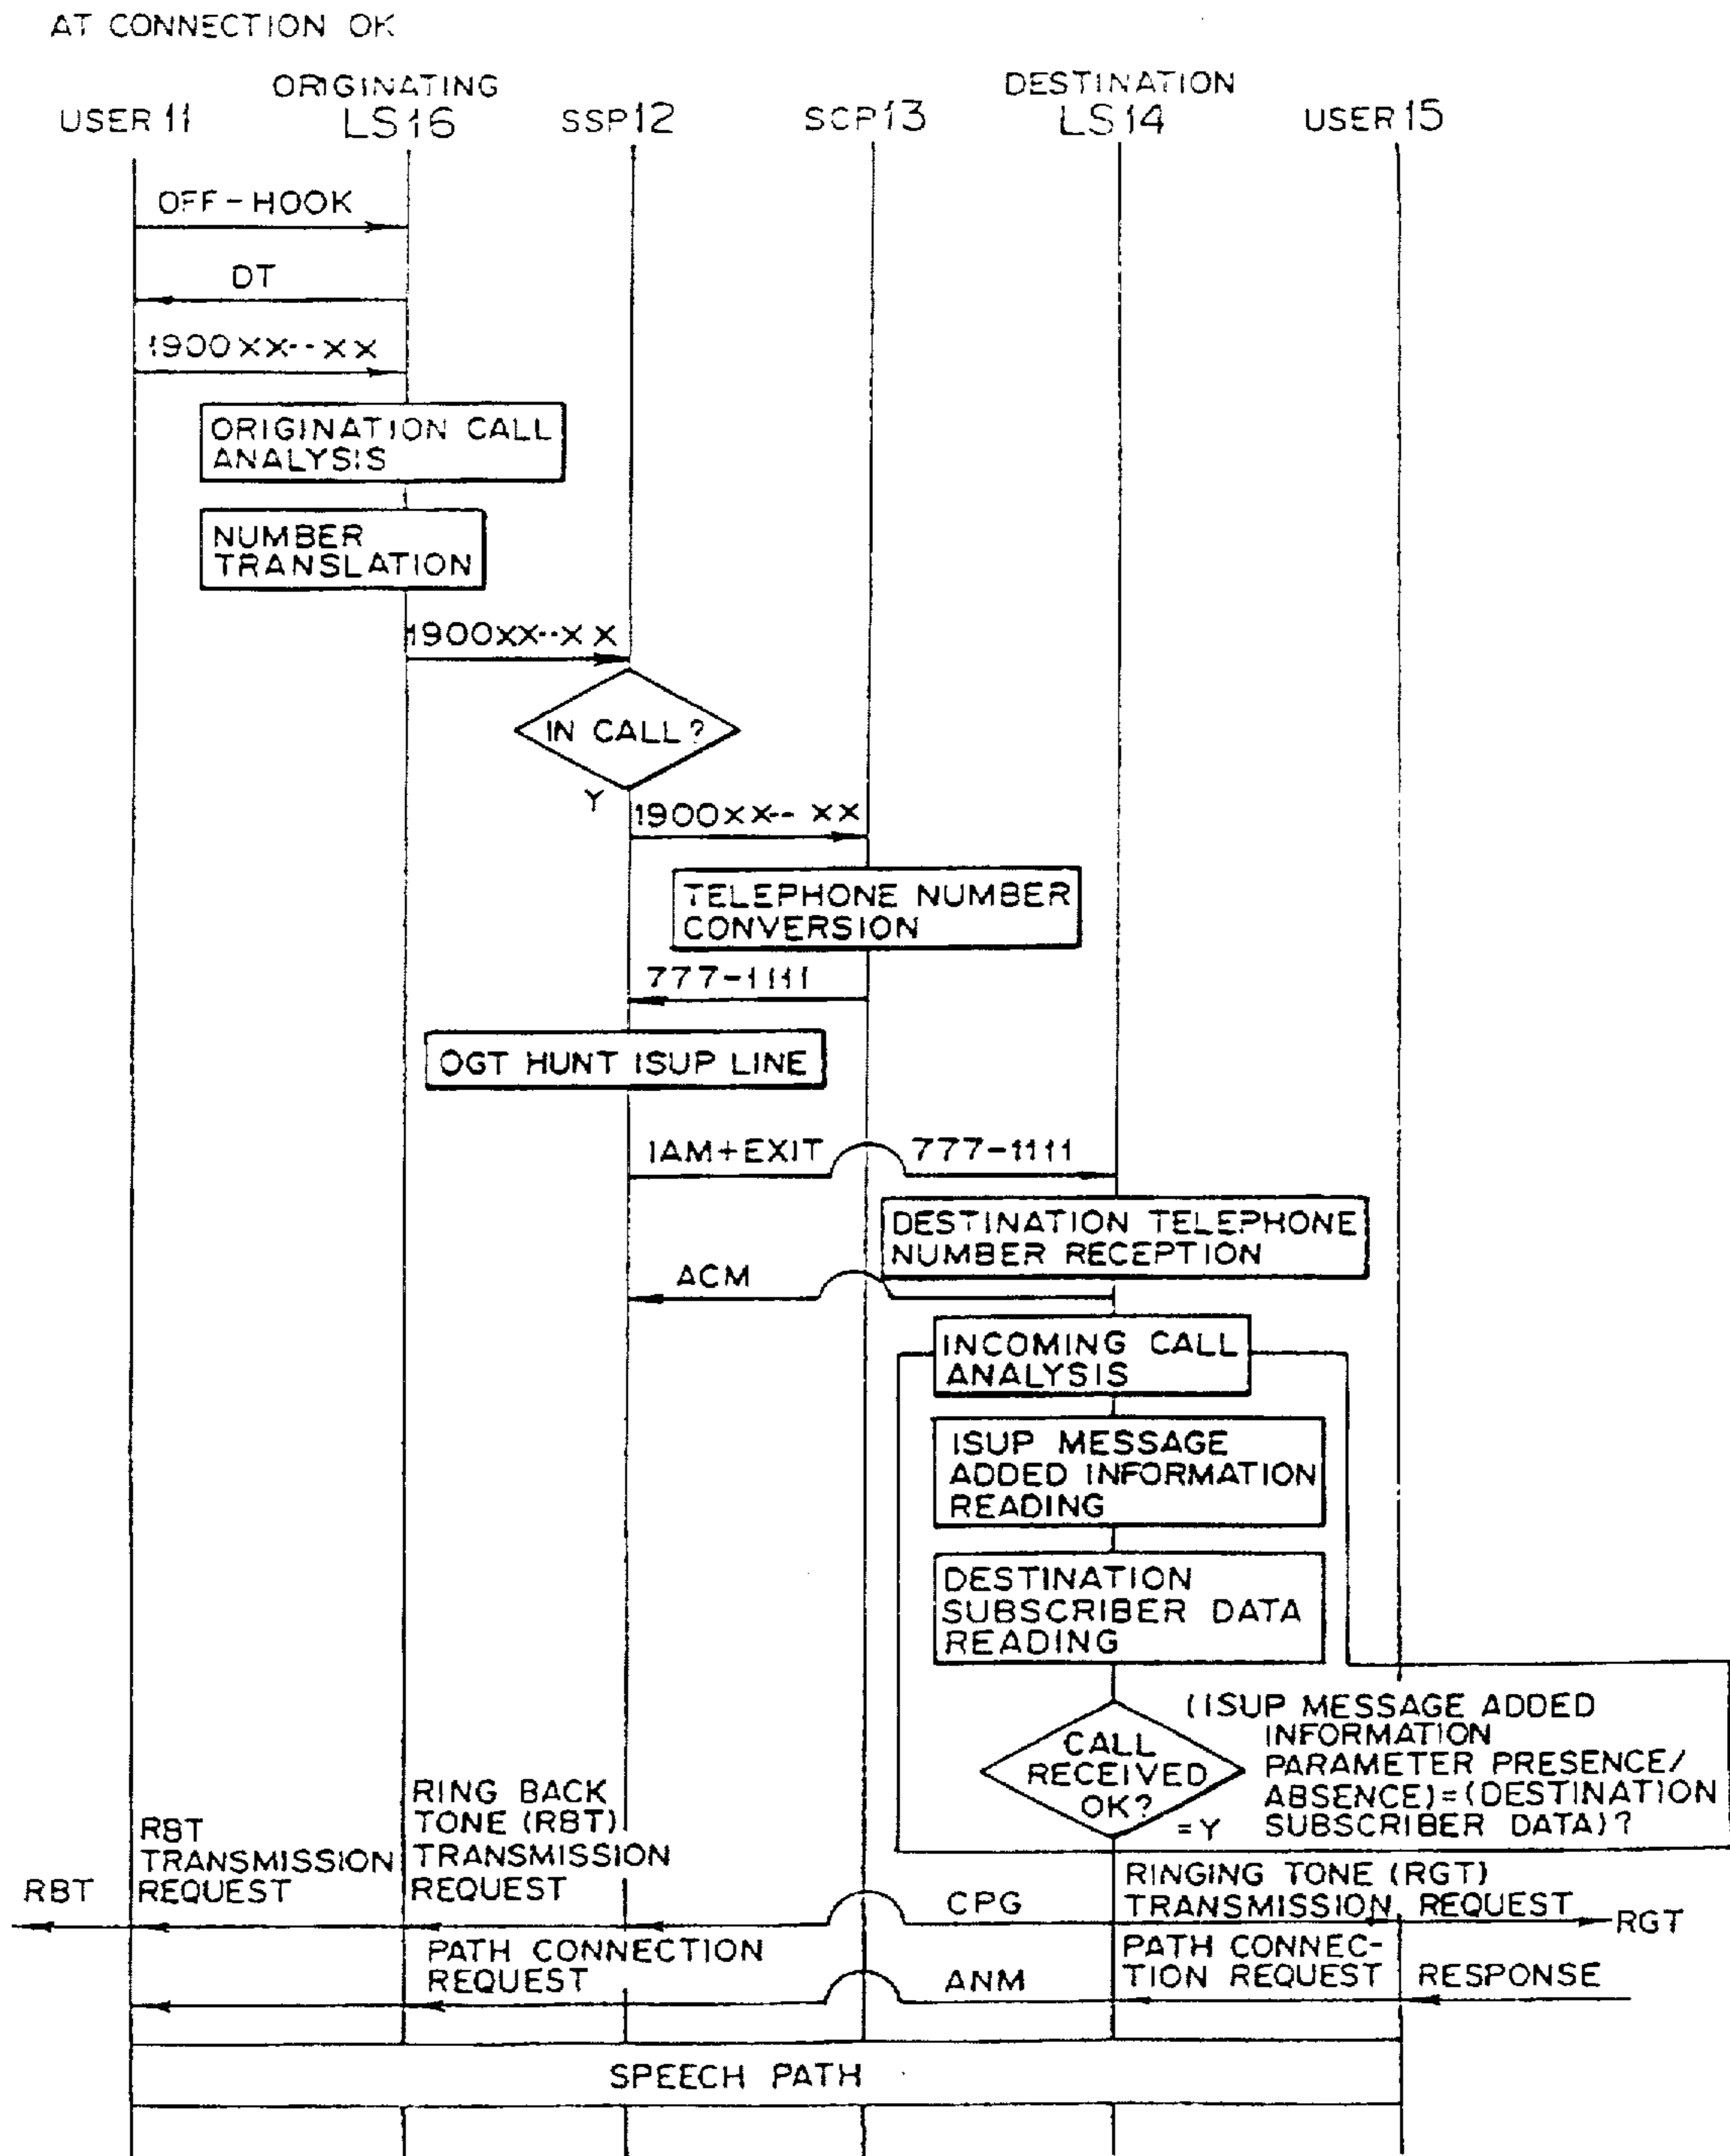 AT CONNECTION OK
USER 11
ORIGINATING
LS16
SSP12
SCP13
DESTINATION
LS14
USER 15
OFF-HOOK
DT
1900XX--XX
ORIGINATION CALL
ANALYSIS
NUMBER
TRANSLATION
1900XX--XX
IN CALL?
Y
1900XX--XX
TELEPHONE NUMBER
CONVERSION
777-1111
OGT HUNT ISUP LINE
IAM+EXIT
777-1111
DESTINATION TELEPHONE
NUMBER RECEPTION
ACM
INCOMING CALL
ANALYSIS
ISUP MESSAGE
ADDED INFORMATION
READING
DESTINATION
SUBSCRIBER DATA
READING
CALL
RECEIVED
OK?
=Y
(ISUP MESSAGE ADDED
INFORMATION
PARAMETER PRESENCE/
ABSENCE)=(DESTINATION
SUBSCRIBER DATA)?
RBT
RBT
TRANSMISSION
REQUEST
RING BACK
TONE (RBT)
TRANSMISSION
REQUEST
CPG
RINGING TONE (RGT)
TRANSMISSION REQUEST
RGT
PATH CONNECTION
REQUEST
ANM
PATH CONNEC-
TION REQUEST
RESPONSE
SPEECH PATH